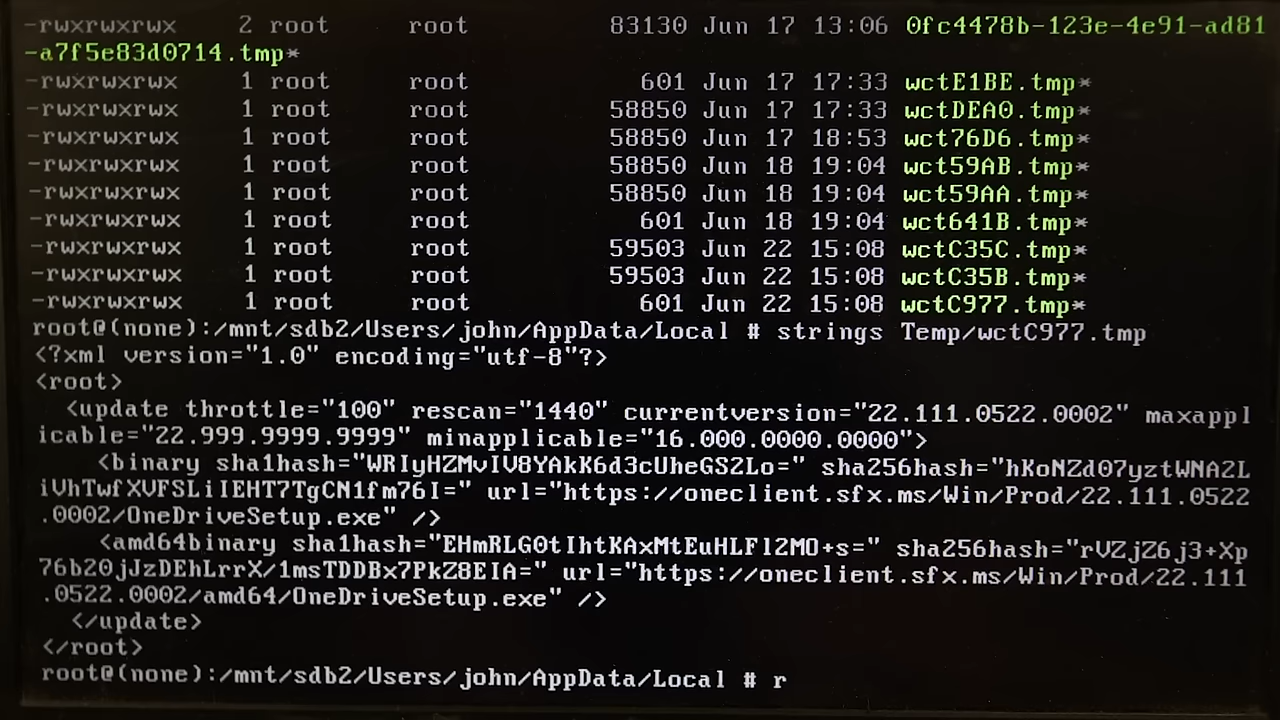 -rwxrwxrwx 2 root root 83130 Jun 17 13:06 0fc4478b-123e-4e91-ad81
-a7f5e83d0714.tmp*
-rwxrwxrwx 1 root root 601 Jun 17 17:33 wctE1BE.tmp*
-rwxrwxrwx 1 root root 58850 Jun 17 17:33 wctDEA0.tmp*
-rwxrwxrwx 1 root root 58850 Jun 17 18:53 wct76D6.tmp*
-rwxrwxrwx 1 root root 58850 Jun 18 19:04 wct59AB.tmp*
-rwxrwxrwx 1 root root 58850 Jun 18 19:04 wct59AA.tmp*
-rwxrwxrwx 1 root root 601 Jun 18 19:04 wct641B.tmp*
-rwxrwxrwx 1 root root 59503 Jun 22 15:08 wctC35C.tmp*
-rwxrwxrwx 1 root root 59503 Jun 22 15:08 wctC35B.tmp*
-rwxrwxrwx 1 root root 601 Jun 22 15:08 wctC977.tmp*
root@(none):/mnt/sdb2/Users/john/AppData/Local # strings Temp/wctC977.tmp
<?xml version="1.0" encoding="utf-8"?>
<root>
<update throttle="100" rescan="1440" currentversion="22.111.0522.0002" maxappl
icable="22.999.9999.9999" minapplicable="16.000.0000.0000">
<binary sha1hash="WRIyHZMvIV8YAkK6d3cUheGS2Lo=" sha256hash="hKoNZd07yztWNA2L
iVhTwfXVFSLiIEHT7TgCN1fm76I=" url="https://oneclient.sfx.ms/Win/Prod/22.111.0522
.0002/OneDriveSetup.exe" />
<amd64binary sha1hash="EHmRLG0tIhtKAxMtEuHLFl2MO+s=" sha256hash="rVZjZ6j3+Xp
76b20jJzDEhLrrX/1msTDDBx7PkZ8EIA=" url="https://oneclient.sfx.ms/Win/Prod/22.111
.0522.0002/amd64/OneDriveSetup.exe" />
</update>
</root>
root@(none):/mnt/sdb2/Users/john/AppData/Local # r